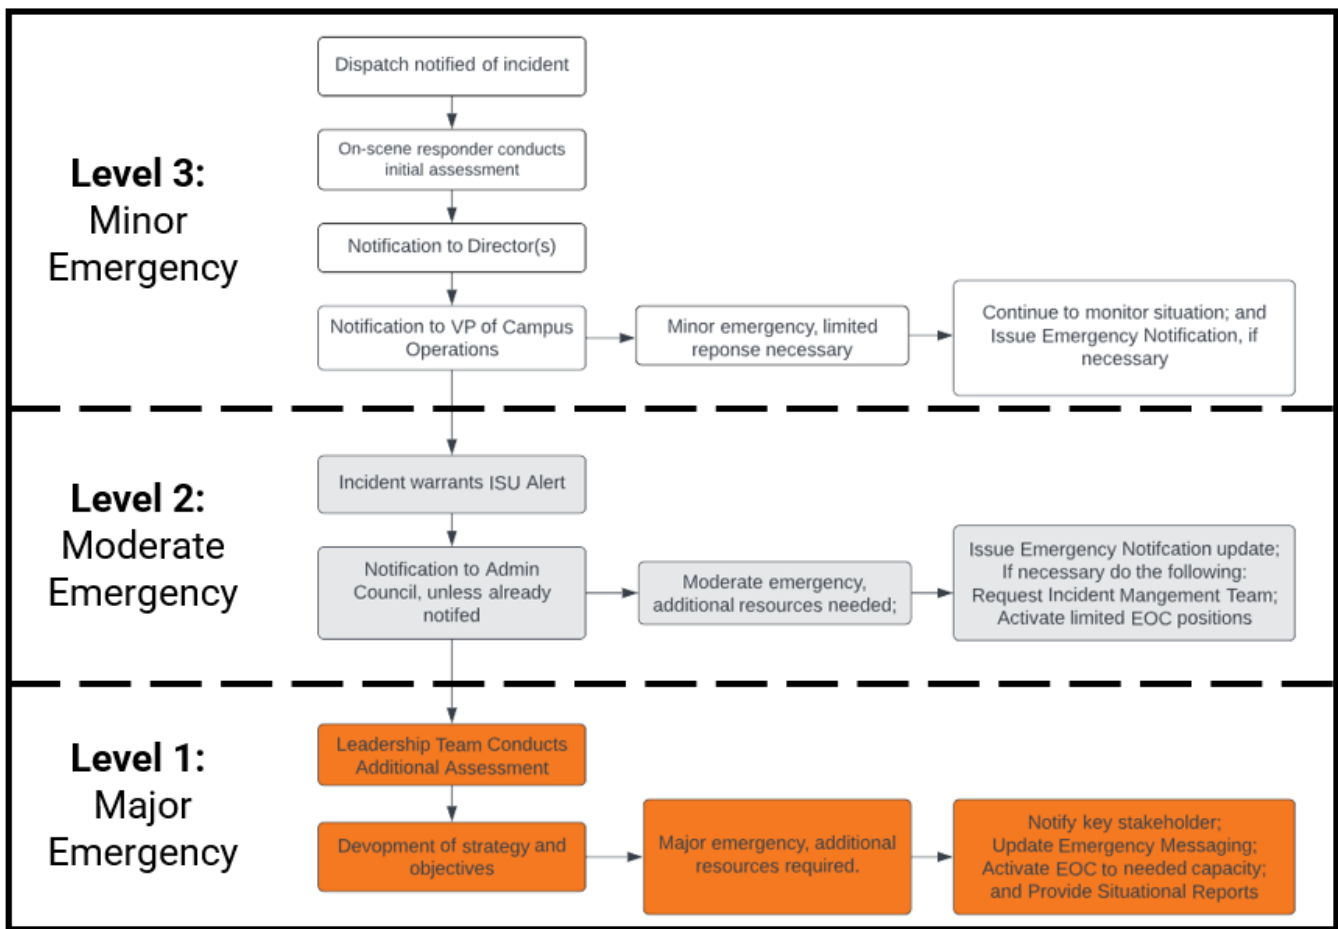 Level 3:
Minor
Emergency
Dispatch notified of incident
On-scene responder conducts
initial assessment
Notification to Director(s)
Notification to VP of Campus
Operations
Minor emergency, limited
reponse necessary
Continue to monitor situation; and
Issue Emergency Notification, if
necessary
Level 2:
Moderate
Emergency
Incident warrants ISU Alert
Notification to Admin
Council, unless already
notifed
Moderate emergency,
additional resources needed;
Issue Emergency Notifcation update;
If necessary do the following:
Request Incident Mangement Team;
Activate limited EOC positions
Level 1:
Major
Emergency
Leadership Team Conducts
Additional Assessment
Devopment of strategy and
objectives
Major emergency, additional
resources required.
Notify key stakeholder;
Update Emergency Messaging;
Activate EOC to needed capacity;
and Provide Situational Reports